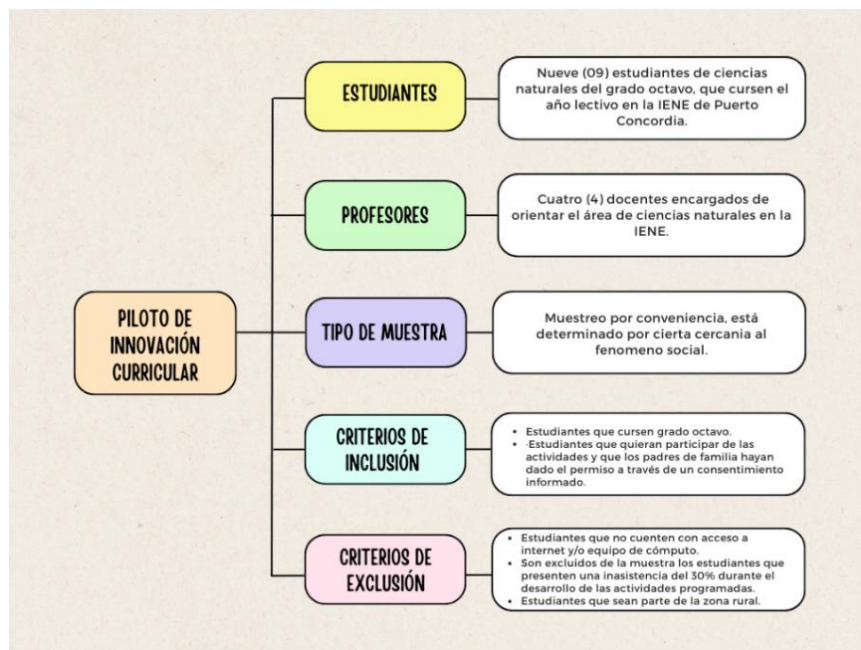 ESTUDIANTES
Nueve (09) estudiantes de ciencias
naturales del grado octavo, que cursen el
año lectivo en la IENE de Puerto
Concordia.
PROFESORES
Cuatro (4) docentes encargados de
orientar el área de ciencias naturales en la
IENE.
PILOTO DE
INNOVACIÓN
CURRICULAR
TIPO DE MUESTRA
Muestreo por conveniencia, está
determinado por cierta cercania al
fenomeno social.
CRITERIOS DE
INCLUSIÓN
• Estudiantes que cursen grado octavo.
• ·Estudiantes que quieran participar de las
actividades y que los padres de familia hayan
dado el permiso a través de un consentimiento
informado.
CRITERIOS DE
EXCLUSIÓN
• Estudiantes que no cuenten con acceso a
internet y/o equipo de cómputo.
• Son excluidos de la muestra los estudiantes que
presenten una inasistencia del 30% durante el
desarrollo de las actividades programadas.
• Estudiantes que sean parte de la zona rural.